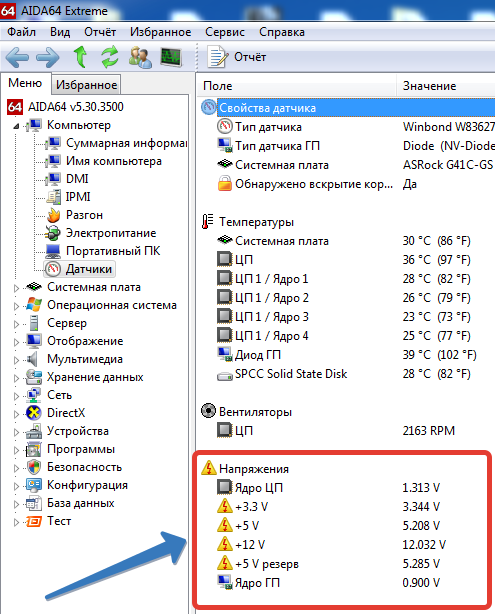 64 AIDA64 Extreme
Файл Вид Отчёт Избранное Сервис Справка
Отчёт
Меню Избранное
64 AIDA64 v5.30.3500
Компьютер
Суммарная информа
Имя компьютера
DMI
IPMI
Разгон
Электропитание
Портативный ПК
Датчики
Системная плата
Операционная система
Сервер
Отображение
Мультимедиа
Хранение данных
Сеть
DirectX
Устройства
Программы
Безопасность
Конфигурация
База данных
Тест
Поле Значение
Свойства датчика
Тип датчика Winbond W83627
Тип датчика ГП Diode (NV-Diode
Системная плата ASRock G41C-GS
Обнаружено вскрытие кор... Да
Температуры
Системная плата 30 °C (86 °F)
ЦП 36 °C (97 °F)
ЦП 1 / Ядро 1 28 °C (82 °F)
ЦП 1 / Ядро 2 26 °C (79 °F)
ЦП 1 / Ядро 3 23 °C (73 °F)
ЦП 1 / Ядро 4 25 °C (77 °F)
Диод ГП 39 °C (102 °F)
SPCC Solid State Disk 28 °C (82 °F)
Вентиляторы
ЦП 2163 RPM
Напряжения
Ядро ЦП 1.313 V
+3.3 V 3.344 V
+5 V 5.208 V
+12 V 12.032 V
+5 V резерв 5.285 V
Ядро ГП 0.900 V